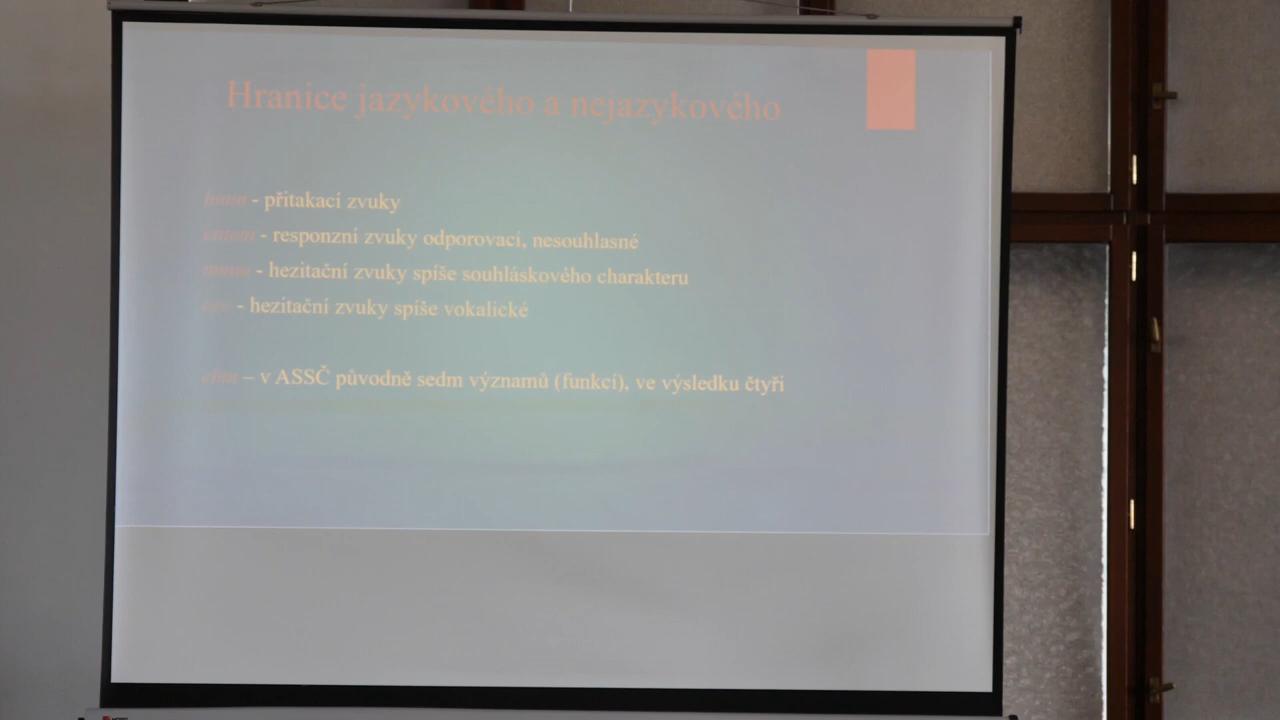 Hranice jazykového a nejazykového
- přitakací zvuky
- responzní zvuky odporovací, nesouhlasné
- hezitační zvuky spíše souhláskového charakteru
- hezitační zvuky spíše vokalické
– v ASSČ původně sedm významů (funkcí), ve výsledku čtyři